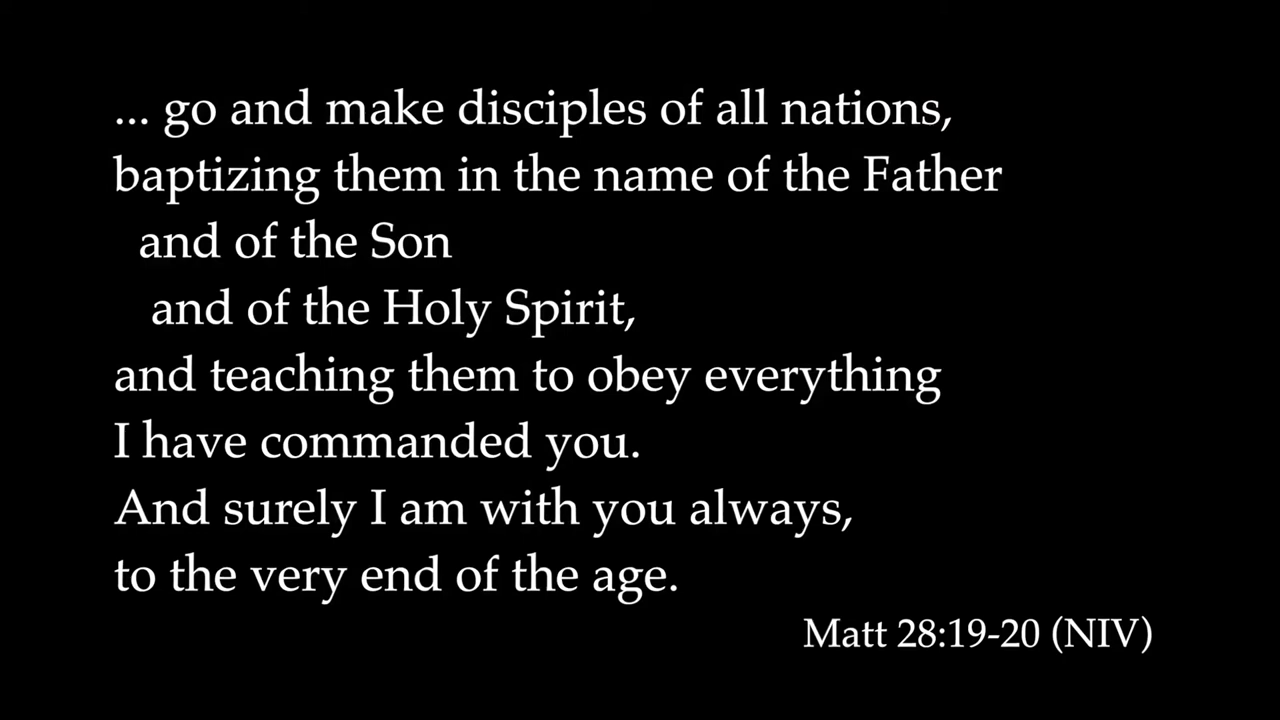 ... go and make disciples of all nations,
baptizing them in the name of the Father
and of the Son
and of the Holy Spirit,
and teaching them to obey everything
I have commanded you.
And surely I am with you always,
to the very end of the age.
Matt 28:19-20 (NIV)